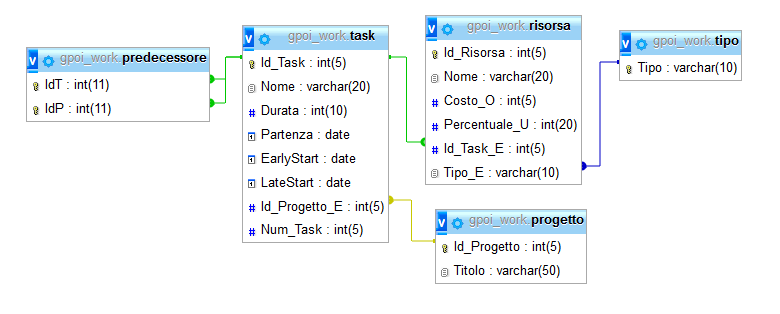 gpoi_work.predecessore
IdT : int(11)
IdP : int(11)
gpoi_work.task
Id_Task : int(5)
Nome : varchar(20)
Durata : int(10)
Partenza : date
EarlyStart : date
LateStart : date
Id_Progetto_E : int(5)
Num_Task : int(5)
gpoi_work.risorsa
Id_Risorsa : int(5)
Nome : varchar(20)
Costo_O : int(5)
Percentuale_U : int(20)
Id_Task_E : int(5)
Tipo_E : varchar(10)
gpoi_work.tipo
Tipo : varchar(10)
gpoi_work.progetto
Id_Progetto : int(5)
Titolo : varchar(50)